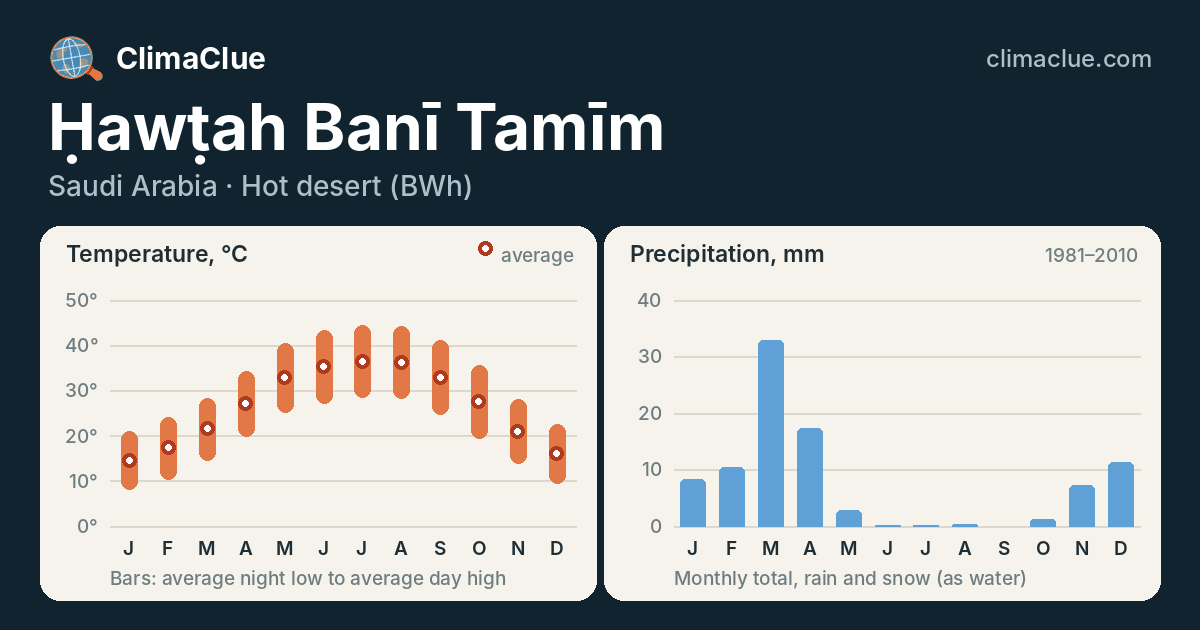 ClimaClue
climaclue.com
Ḥawṭah Banī Tamīm
Saudi Arabia · Hot desert (BWh)
Temperature, °C
average
50°
40°
30°
20°
10°
0°
J F M A M J J A S O N D
Bars: average night low to average day high
Precipitation, mm
1981–2010
40
30
20
10
0
J F M A M J J A S O N D
Monthly total, rain and snow (as water)